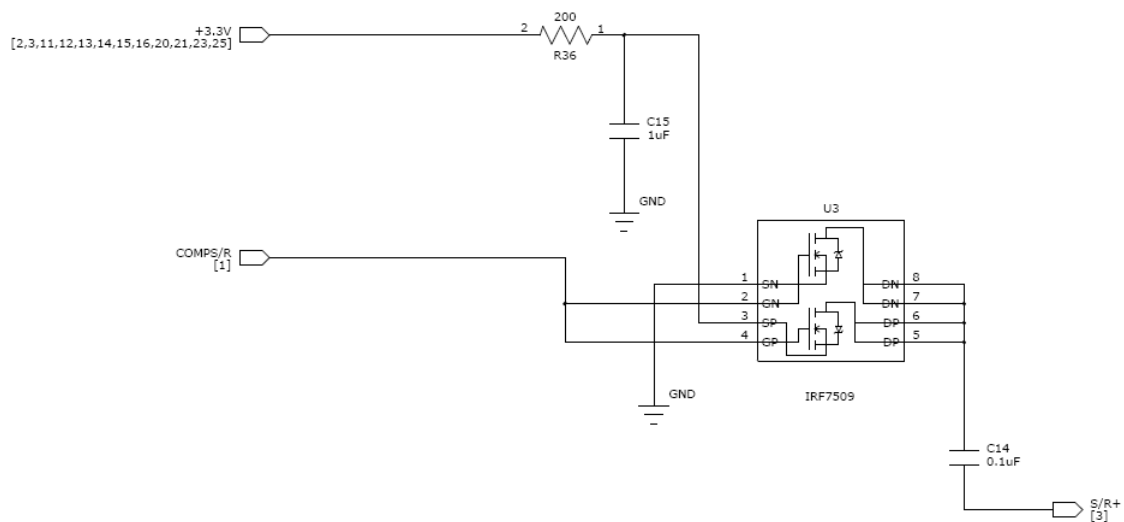 +3.3V
[2,3,11,12,13,14,15,16,20,21,23,25]
2
200
1
R36
C15
1uF
GND
COMPS/R
[1]
U3
1
SN
DN
8
2
GN
DN
7
3
SP
DP
6
4
GP
DP
5
GND
IRF7509
C14
0.1uF
S/R+
[3]